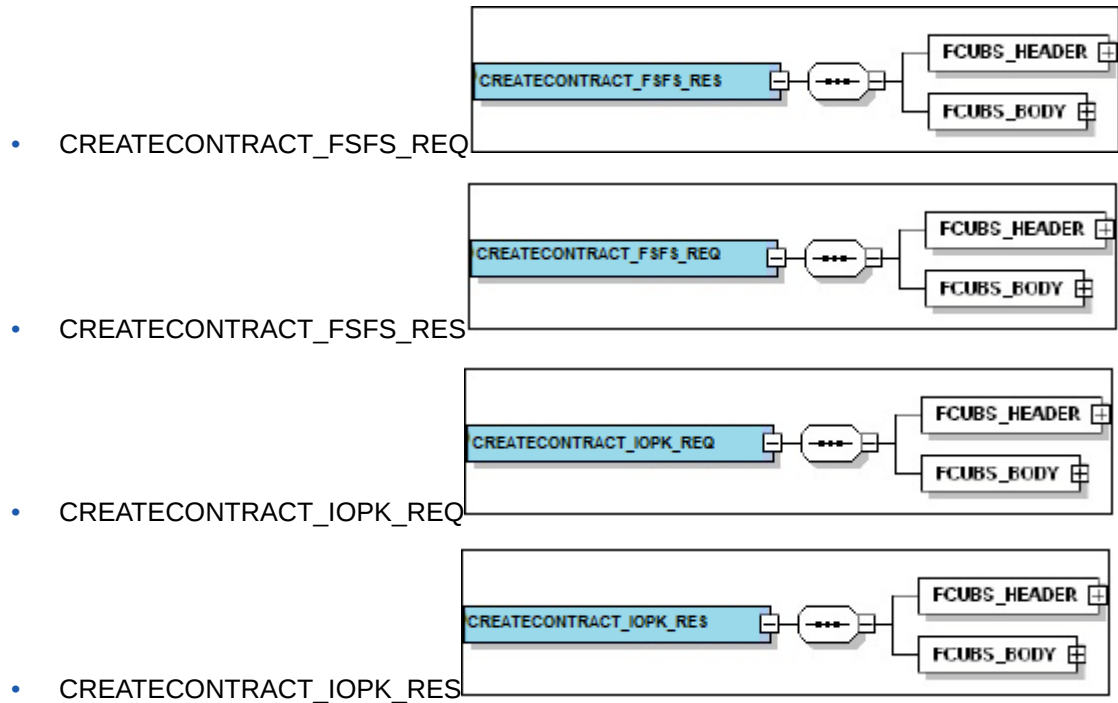 FCUBS_HEADER
CREATECONTRACT_FSFS_RES
FCUBS_BODY
• CREATECONTRACT_FSFS_REQ
FCUBS_HEADER
CREATECONTRACT_FSFS_REQ
FCUBS_BODY
• CREATECONTRACT_FSFS_RES
FCUBS_HEADER
CREATECONTRACT_IOPK_REQ
FCUBS_BODY
• CREATECONTRACT_IOPK_REQ
FCUBS_HEADER
CREATECONTRACT_IOPK_RES
FCUBS_BODY
• CREATECONTRACT_IOPK_RES